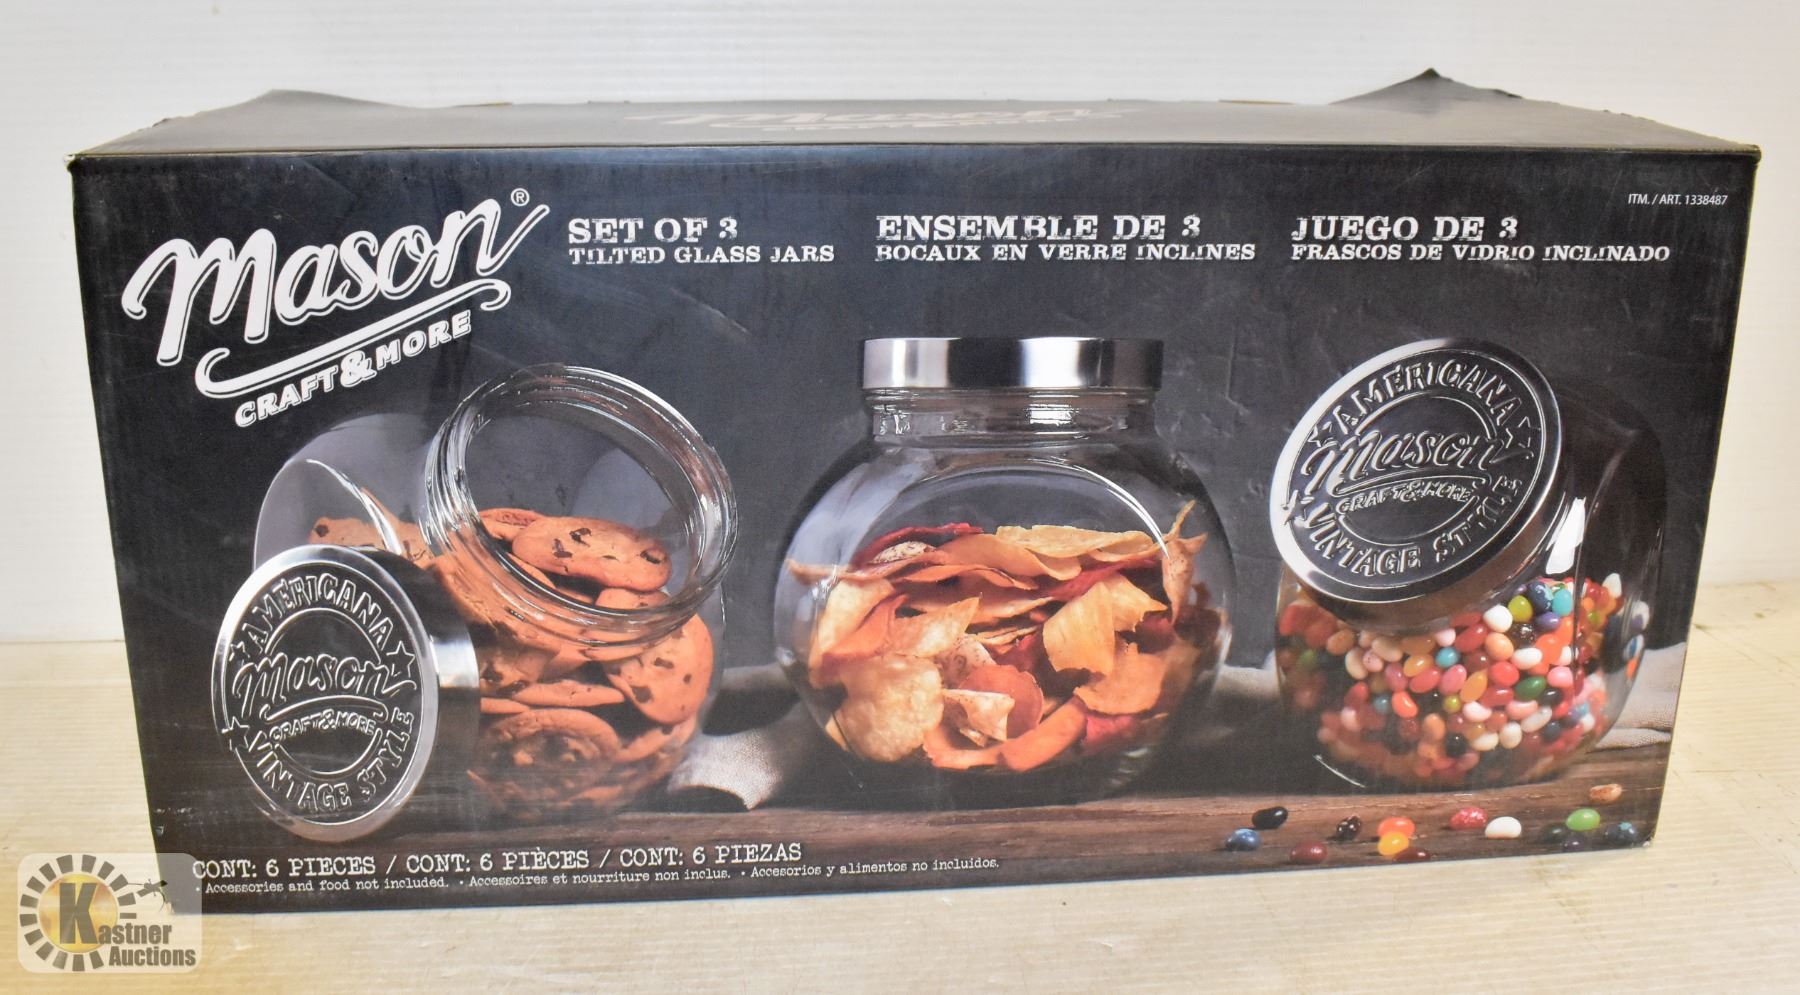 Mason®
CRAFT & MORE
SET OF 3
TILTED GLASS JARS
ENSEMBLE DE 3
BOCAUX EN VERRE INCLINES
JUEGO DE 3
FRASCOS DE VIDRIO INCLINADO
ITM. / ART. 1338487
AMERICANA
Mason
CRAFT & MORE
VINTAGE STYLE
AMERICANA
Mason
CRAFT & MORE
VINTAGE STYLE
CONT: 6 PIECES / CONT: 6 PIÈCES / CONT: 6 PIEZAS
• Accessories and food not included. • Accessoires et nourriture non inclus. • Accesorios y alimentos no incluidos.
K
Kastner
Auctions